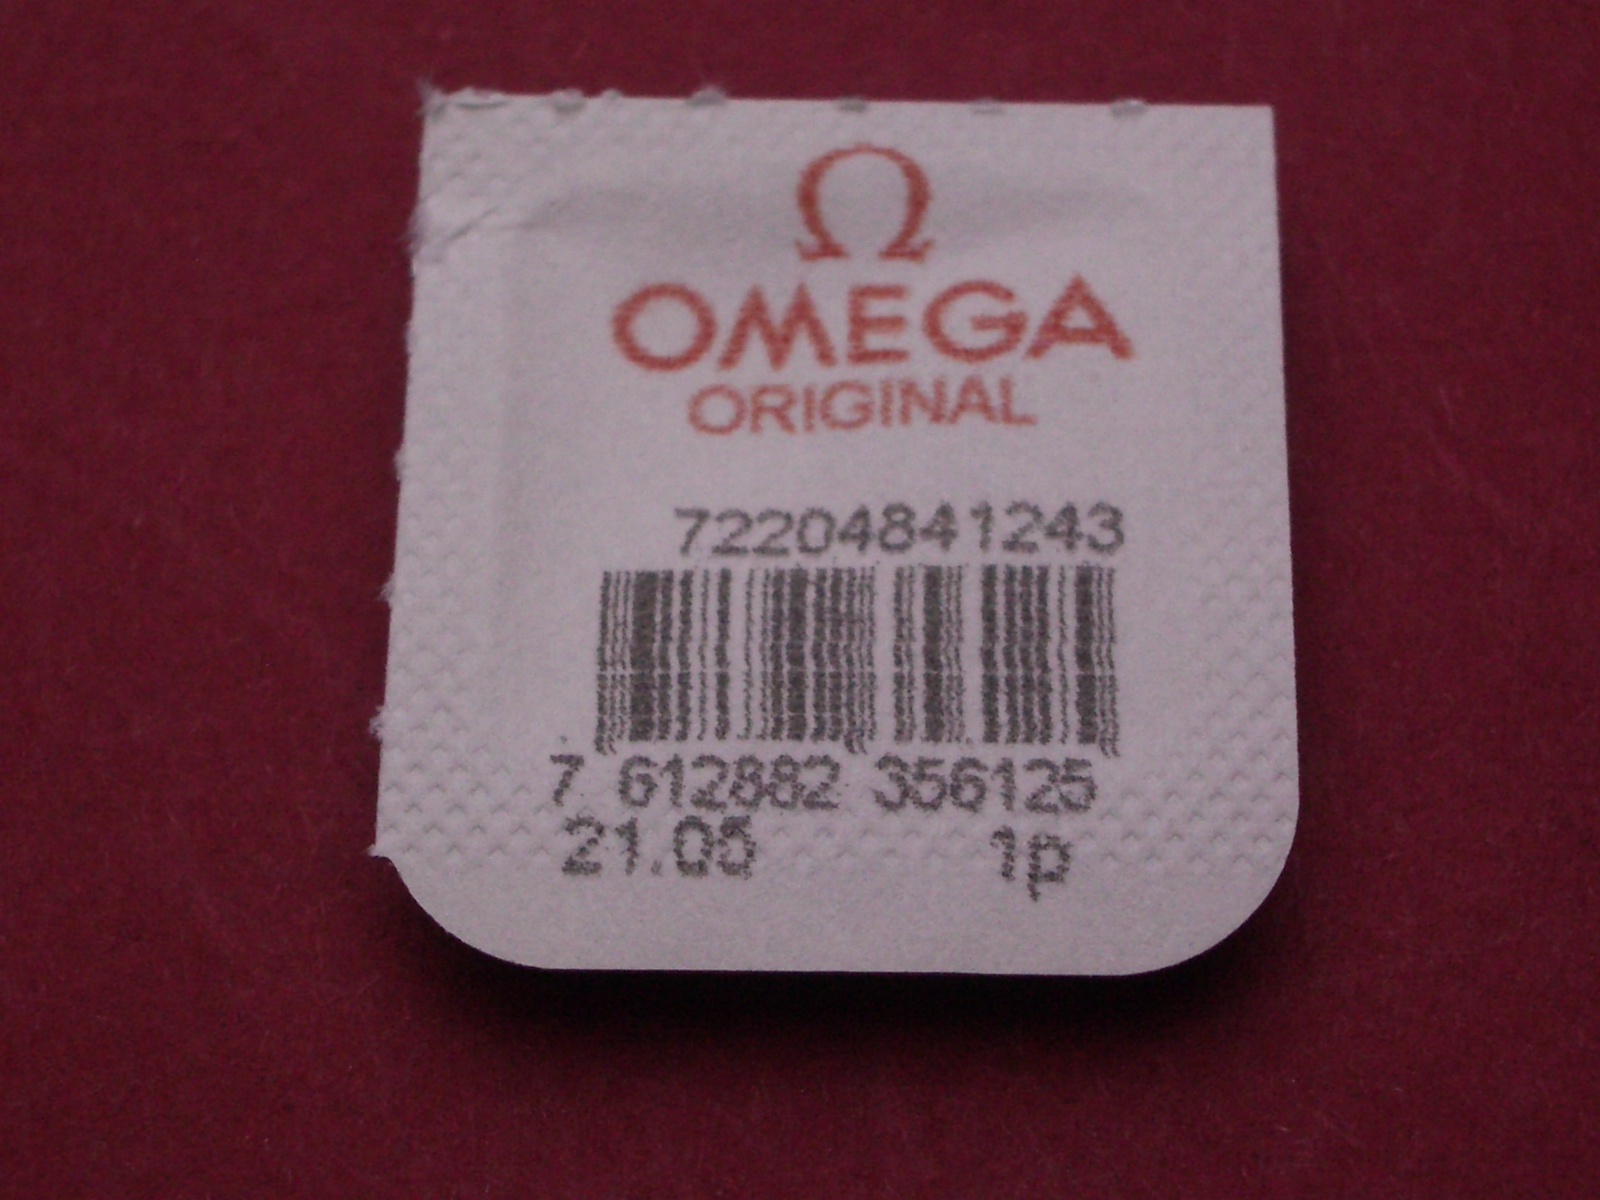 Ω
OMEGA
ORIGINAL
72204841243
7 612882 356125
21.05 1p